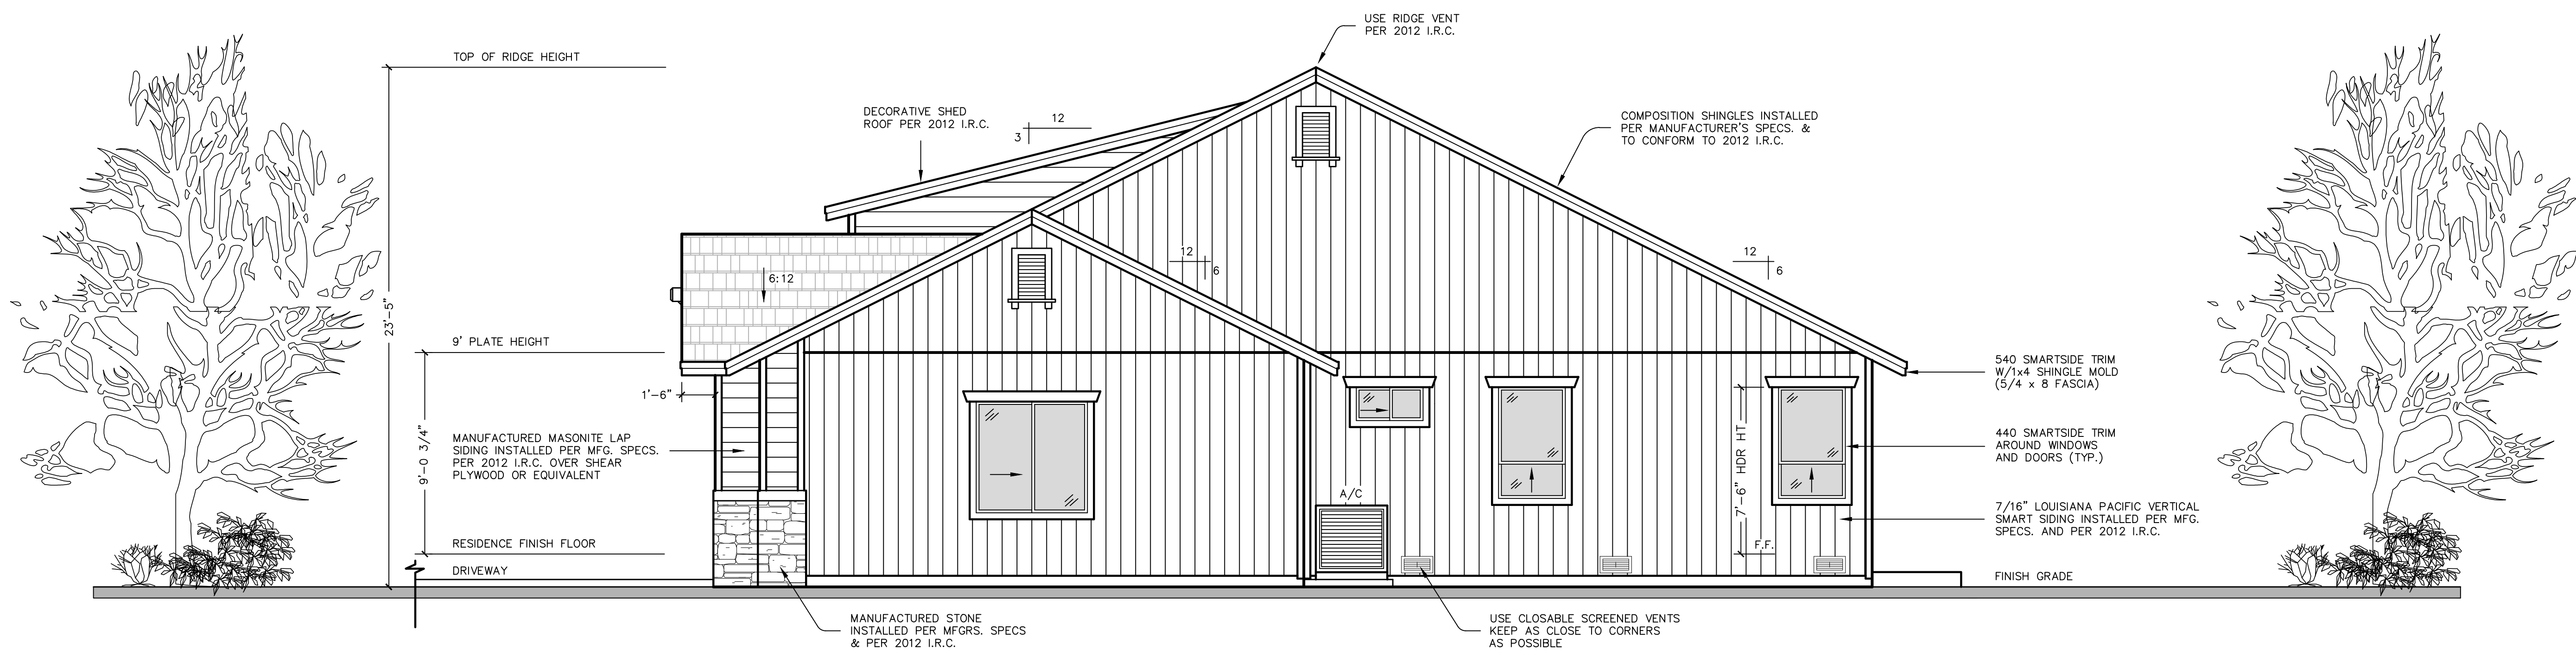 USE RIDGE VENT
PER 2012 I.R.C.
TOP OF RIDGE HEIGHT
DECORATIVE SHED
ROOF PER 2012 I.R.C.
12
3
COMPOSITION SHINGLES INSTALLED
PER MANUFACTURER'S SPECS. &
TO CONFORM TO 2012 I.R.C.
12
6
12
6
6:12
23'-5"
9' PLATE HEIGHT
1'-6"
540 SMARTSIDE TRIM
W/1x4 SHINGLE MOLD
(5/4 x 8 FASCIA)
9'-0 3/4"
MANUFACTURED MASONITE LAP
SIDING INSTALLED PER MFG. SPECS.
PER 2012 I.R.C. OVER SHEAR
PLYWOOD OR EQUIVALENT
7'-6" HDR HT
440 SMARTSIDE TRIM
AROUND WINDOWS
AND DOORS (TYP.)
A/C
7/16" LOUISIANA PACIFIC VERTICAL
SMART SIDING INSTALLED PER MFG.
SPECS. AND PER 2012 I.R.C.
RESIDENCE FINISH FLOOR
F.F.
DRIVEWAY
FINISH GRADE
MANUFACTURED STONE
INSTALLED PER MFGRS. SPECS
& PER 2012 I.R.C.
USE CLOSABLE SCREENED VENTS
KEEP AS CLOSE TO CORNERS
AS POSSIBLE